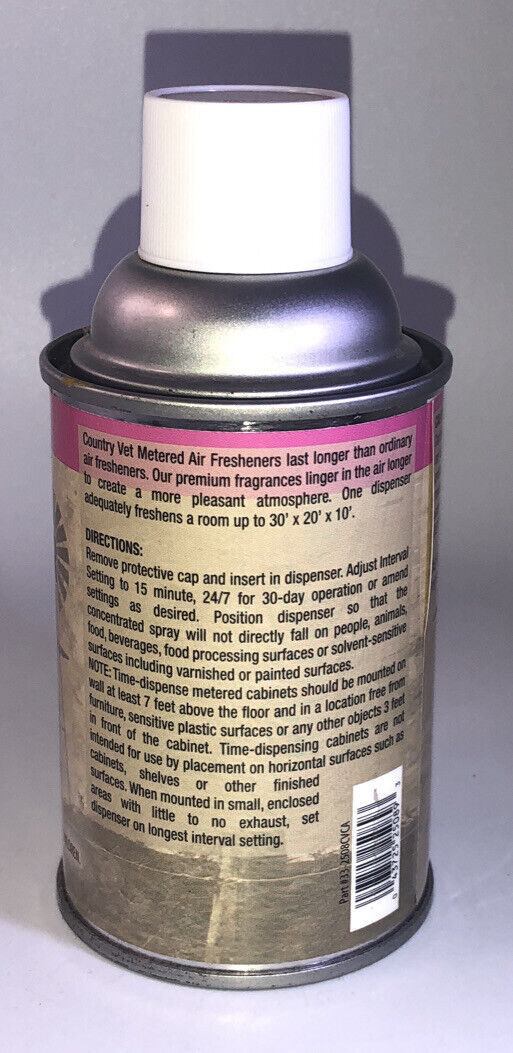 Country Vet Metered Air Fresheners last longer than ordinary
air fresheners. Our premium fragrances linger in the air longer
to create a more pleasant atmosphere. One dispenser
adequately freshens a room up to 30' x 20' x 10'.
DIRECTIONS:
Remove protective cap and insert in dispenser. Adjust Interval
Setting to 15 minute, 24/7 for 30-day operation or amend
settings as desired. Position dispenser so that the
concentrated spray will not directly fall on people, animals,
food, beverages, food processing surfaces or solvent-sensitive
surfaces including varnished or painted surfaces.
NOTE: Time-dispense metered cabinets should be mounted on
wall at least 7 feet above the floor and in a location free from
furniture, sensitive plastic surfaces or any other objects 3 feet
in front of the cabinet. Time-dispensing cabinets are not
intended for use by placement on horizontal surfaces such as
cabinets, shelves or other finished
surfaces. When mounted in small, enclosed
areas with little to no exhaust, set
dispenser on longest interval setting.
Part #33-2508CVCA
0 43725 25089 3